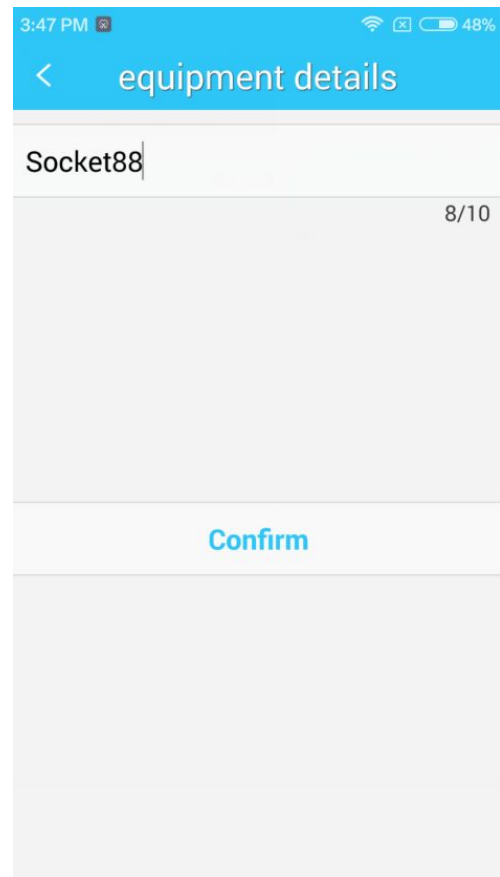 3:47 PM
48%
equipment details
Socket88
8/10
Confirm